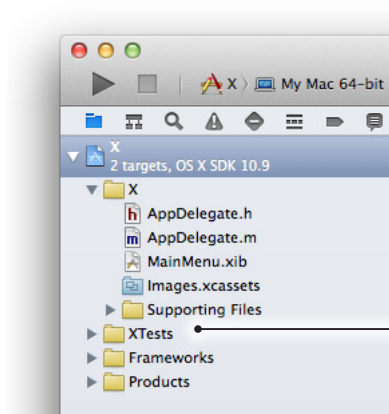 X
My Mac 64-bit
X
2 targets, OS X SDK 10.9
X
h AppDelegate.h
m AppDelegate.m
MainMenu.xib
Images.xcassets
Supporting Files
XTests
Frameworks
Products